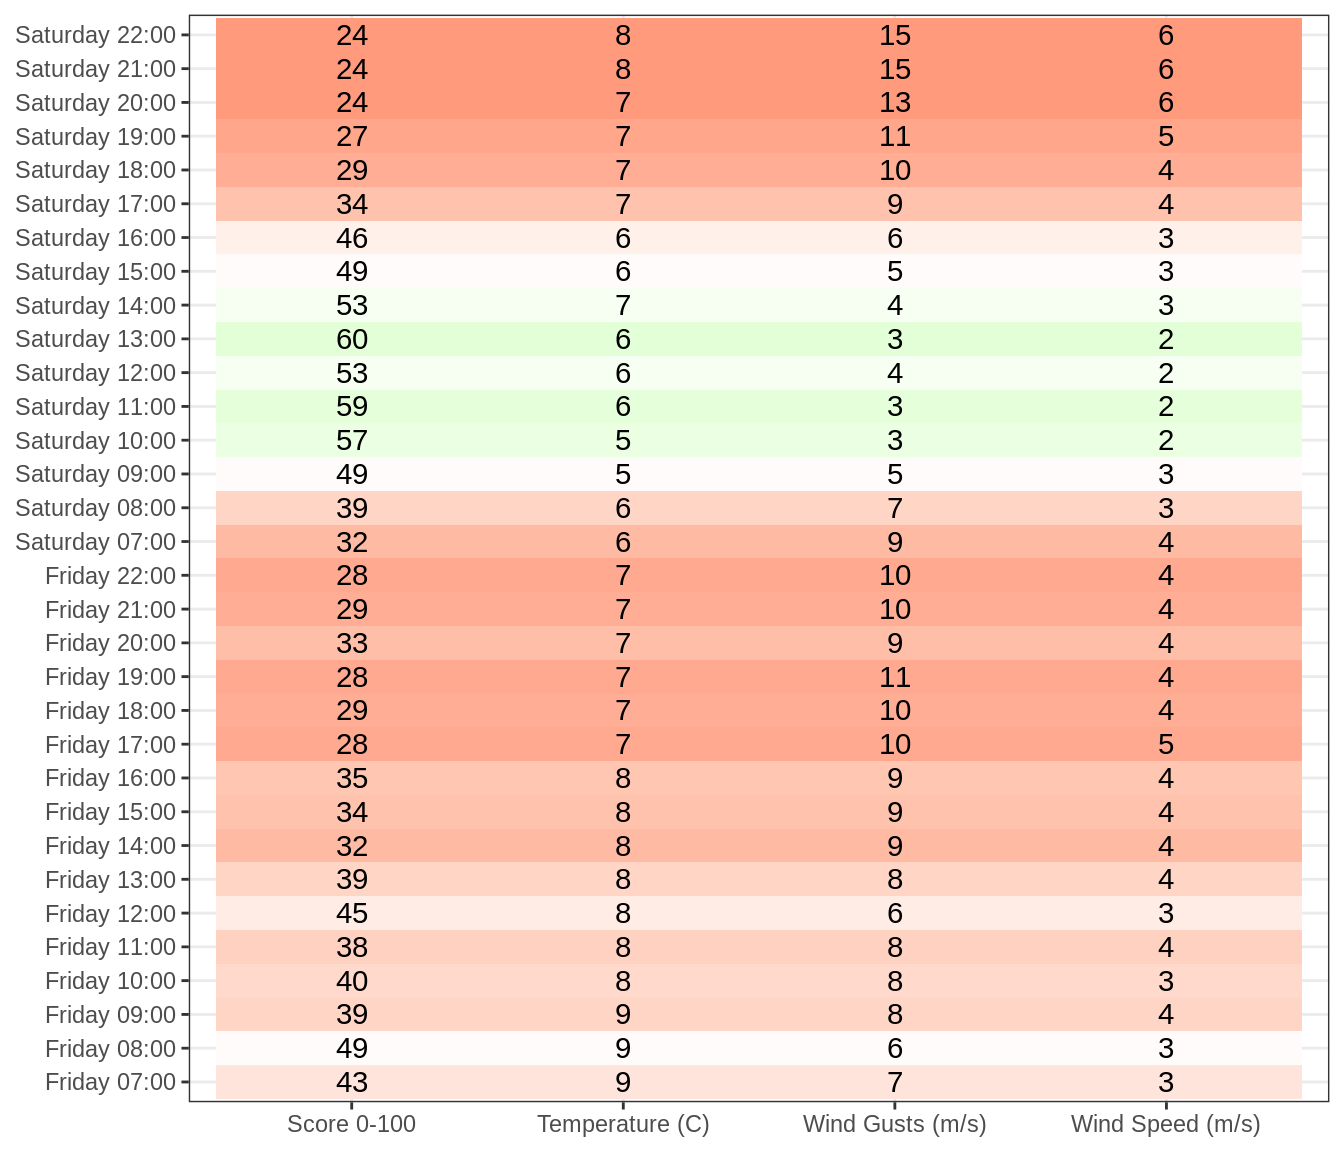 Saturday 22:00 24 8 15 6
Saturday 21:00 24 8 15 6
Saturday 20:00 24 7 13 6
Saturday 19:00 27 7 11 5
Saturday 18:00 29 7 10 4
Saturday 17:00 34 7 9 4
Saturday 16:00 46 6 6 3
Saturday 15:00 49 6 5 3
Saturday 14:00 53 7 4 3
Saturday 13:00 60 6 3 2
Saturday 12:00 53 6 4 2
Saturday 11:00 59 6 3 2
Saturday 10:00 57 5 3 2
Saturday 09:00 49 5 5 3
Saturday 08:00 39 6 7 3
Saturday 07:00 32 6 9 4
Friday 22:00 28 7 10 4
Friday 21:00 29 7 10 4
Friday 20:00 33 7 9 4
Friday 19:00 28 7 11 4
Friday 18:00 29 7 10 4
Friday 17:00 28 7 10 5
Friday 16:00 35 8 9 4
Friday 15:00 34 8 9 4
Friday 14:00 32 8 9 4
Friday 13:00 39 8 8 4
Friday 12:00 45 8 6 3
Friday 11:00 38 8 8 4
Friday 10:00 40 8 8 3
Friday 09:00 39 9 8 4
Friday 08:00 49 9 6 3
Friday 07:00 43 9 7 3
Score 0-100 Temperature (C) Wind Gusts (m/s) Wind Speed (m/s)